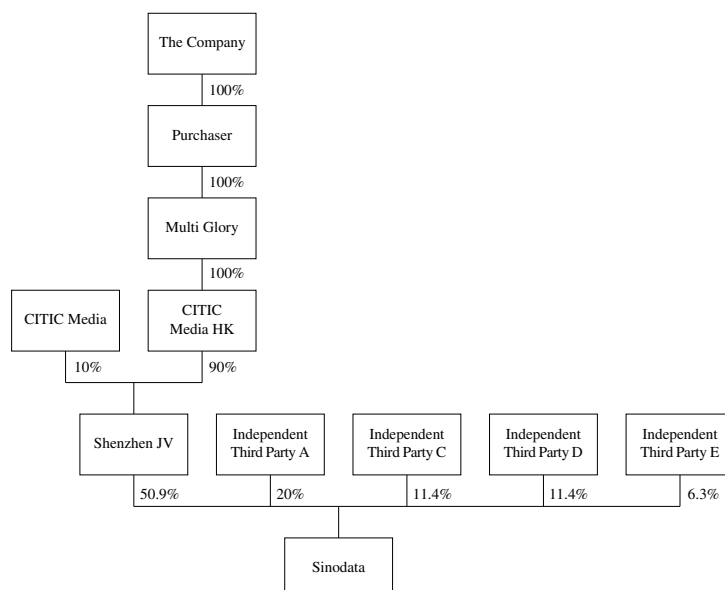 The Company
100%
Purchaser
100%
Multi Glory
100%
CITIC Media
CITIC
Media HK
10%
90%
Shenzhen JV
Independent
Third Party A
Independent
Third Party C
Independent
Third Party D
Independent
Third Party E
50.9%
20%
11.4%
11.4%
6.3%
Sinodata